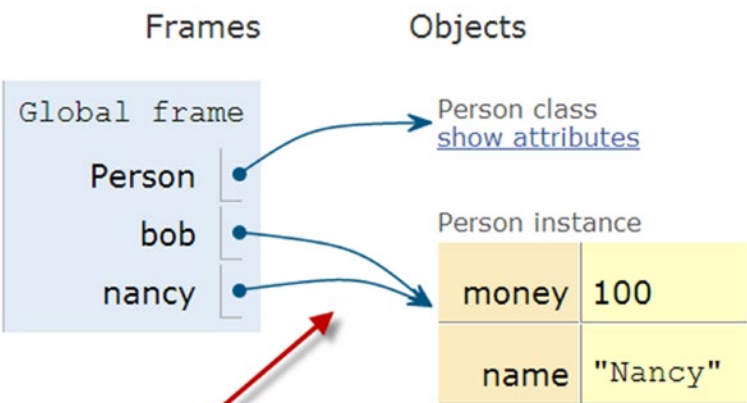 Frames Objects
Global frame
Person
bob
nancy
Person class
show attributes
Person instance
money 100
name "Nancy"